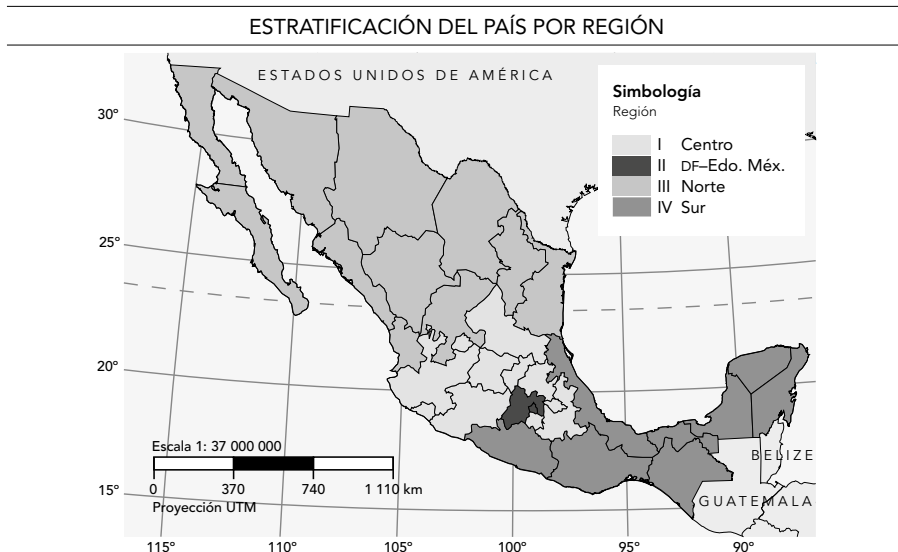 ESTRATIFICACIÓN DEL PAÍS POR REGIÓN
ESTADOS UNIDOS DE AMÉRICA
Simbología
Región
I Centro
II DF–Edo. Méx.
III Norte
IV Sur
30°
25°
20°
15°
Escala 1: 37 000 000
0 370 740 1 110 km
Proyección UTM
BELIZE
GUATEMALA
115° 110° 105° 100° 95° 90°